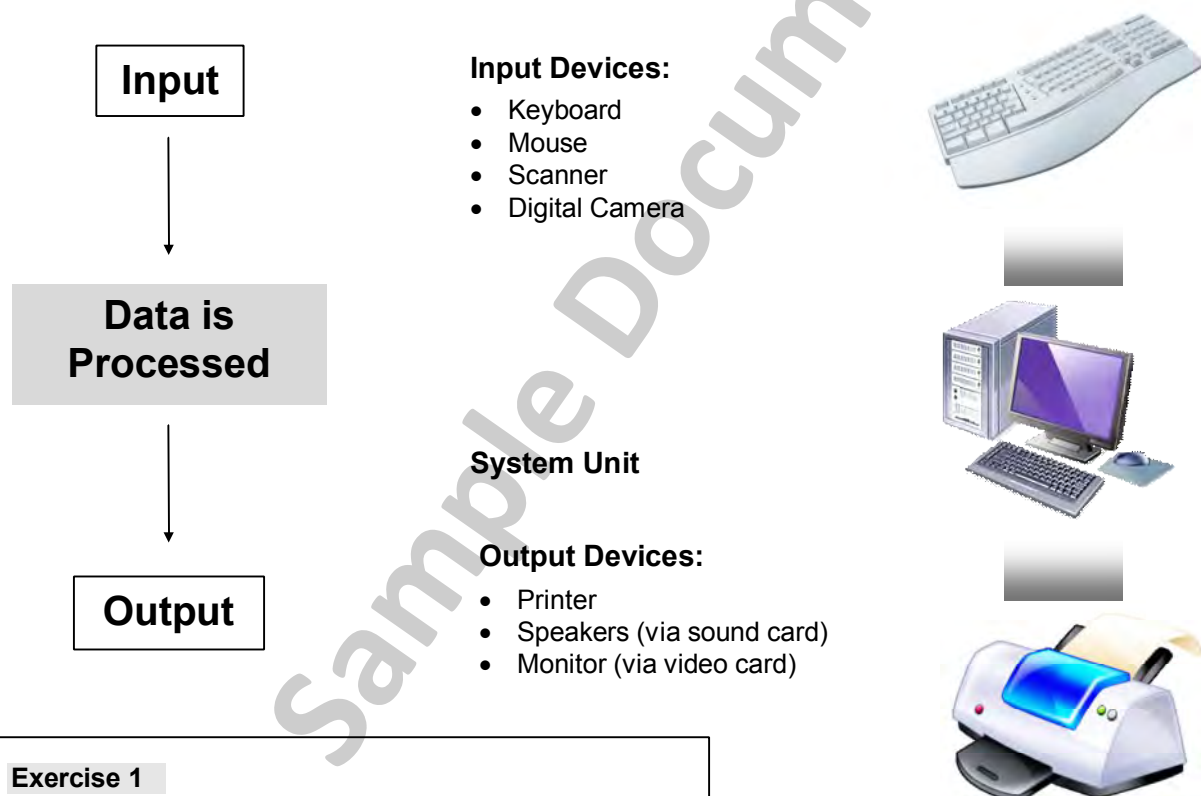 Input
Input Devices:
• Keyboard
• Mouse
• Scanner
• Digital Camera
Data is
Processed
System Unit
Output Devices:
Output
• Printer
• Speakers (via sound card)
• Monitor (via video card)
Sample Docum
Exercise 1